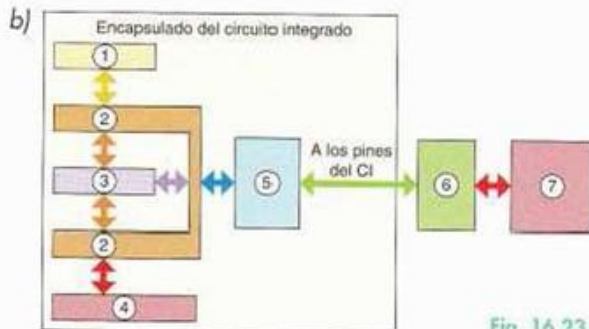 b)
Encapsulado del circuito integrado
1
2
3
2
4
5
A los pines
del CI
6
7
Fig. 16.23